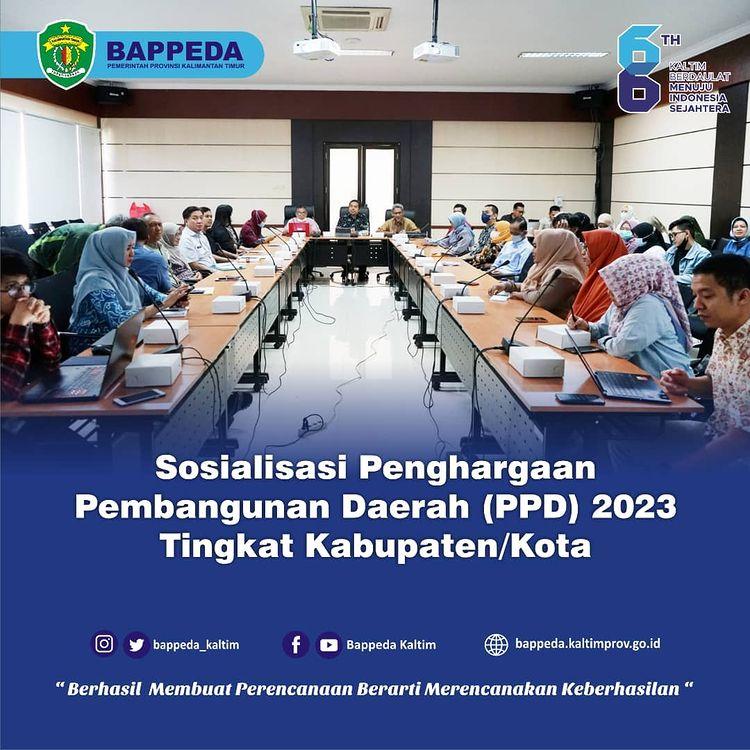 BAPPEDA
PEMERINTAH PROVINSI KALIMANTAN TIMUR
66TH
KALTIM
BERDAULAT
MENUJU
INDONESIA
SEJAHTERA
Sosialisasi Penghargaan
Pembangunan Daerah (PPD) 2023
Tingkat Kabupaten/Kota
bappeda_kaltim
Bappeda Kaltim
bappeda.kaltimprov.go.id
“ Berhasil Membuat Perencanaan Berarti Merencanakan Keberhasilan “